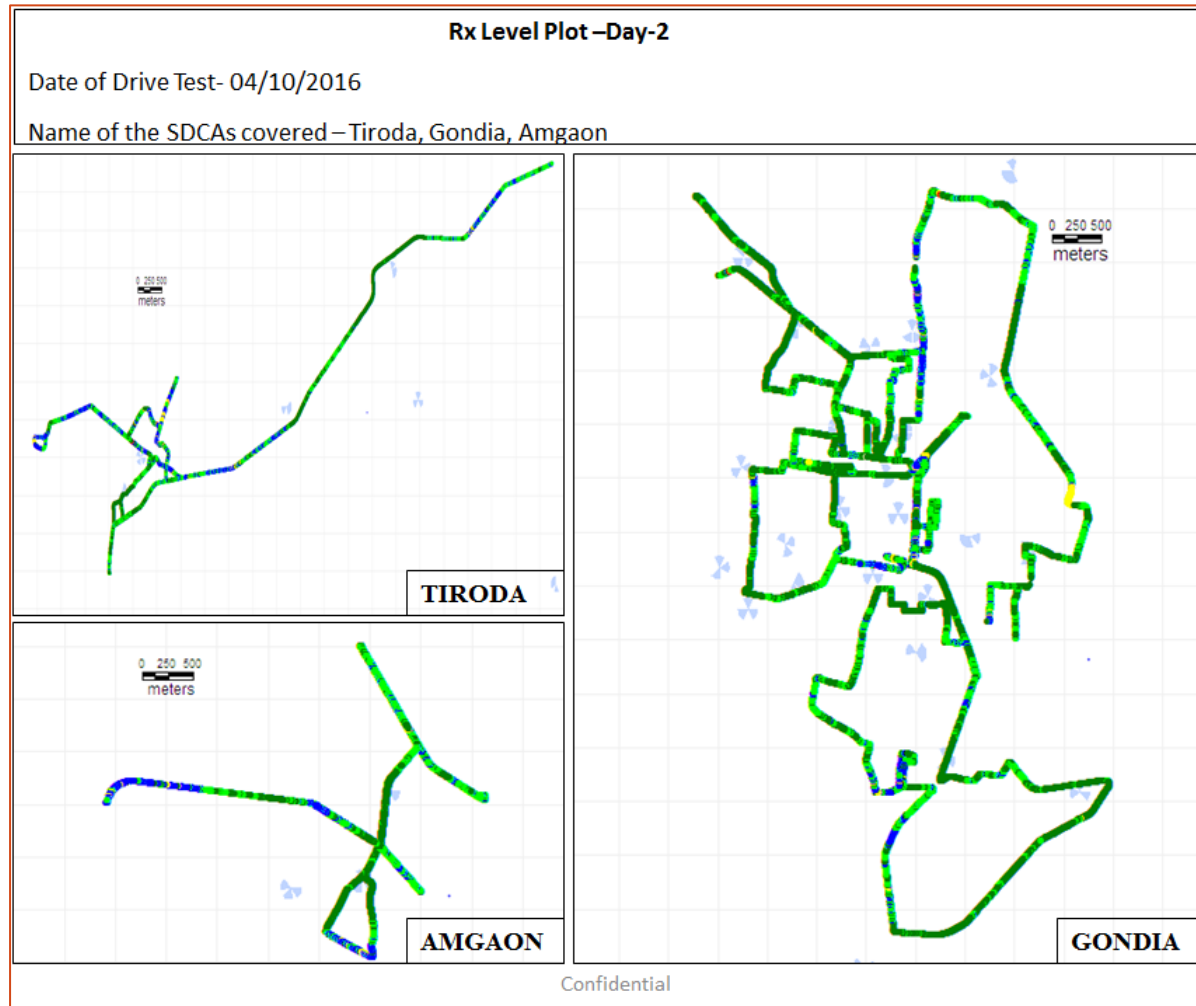 Rx Level Plot –Day-2
Date of Drive Test- 04/10/2016
Name of the SDCAs covered – Tiroda, Gondia, Amgaon
0 250 500
meters
TIRODA
0 250 500
meters
AMGAON
0 250 500
meters
GONDIA
Confidential